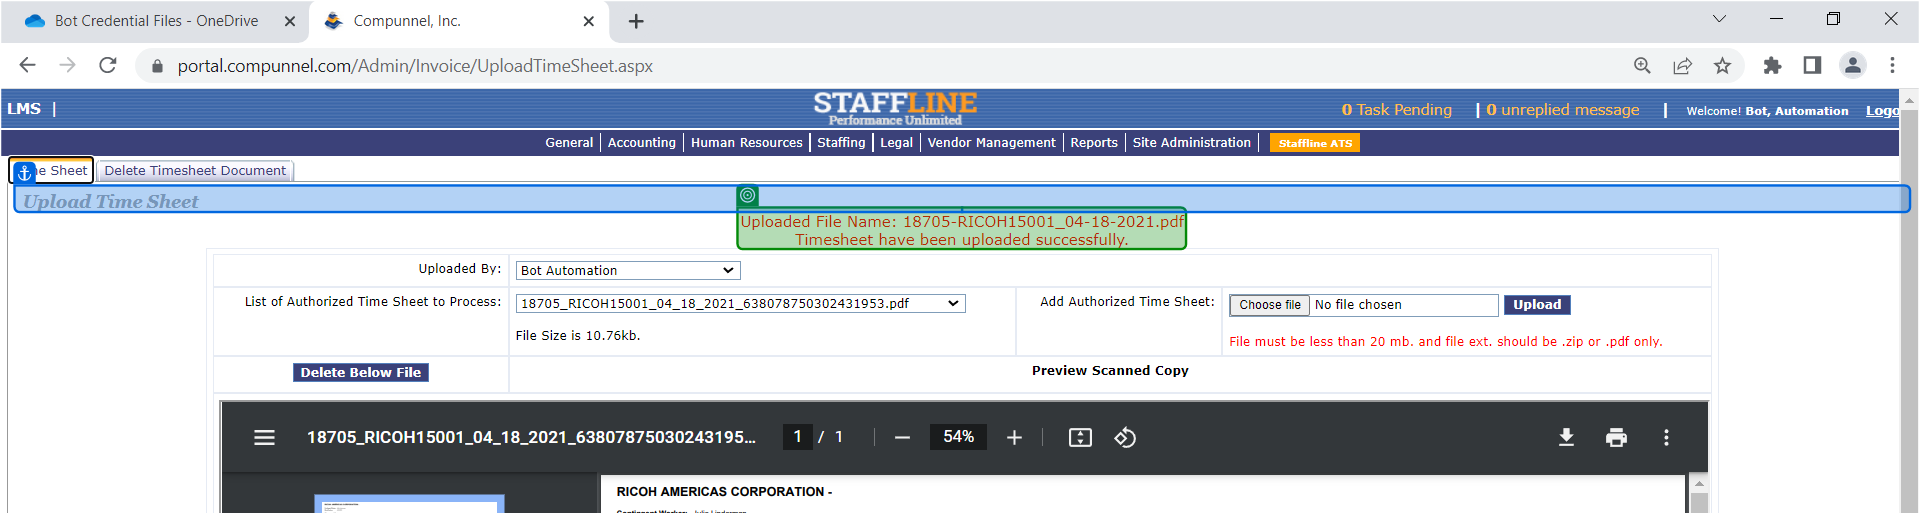 Bot Credential Files - OneDrive
Compunnel, Inc.
portal.compunnel.com/Admin/Invoice/UploadTimeSheet.aspx
LMS |
STAFFLINE
Performance Unlimited
0 Task Pending | 0 unreplied message | Welcome! Bot, Automation Logo
General | Accounting | Human Resources | Staffing | Legal | Vendor Management | Reports | Site Administration | Staffline ATS
Sheet
Delete Timesheet Document
Upload Time Sheet
Uploaded File Name: 18705-RICOH15001_04-18-2021.pdf
Timesheet have been uploaded successfully.
Uploaded By: Bot Automation
List of Authorized Time Sheet to Process: 18705_RICOH15001_04_18_2021_638078750302431953.pdf
Add Authorized Time Sheet: Choose file No file chosen Upload
File Size is 10.76kb.
File must be less than 20 mb. and file ext. should be .zip or .pdf only.
Delete Below File
Preview Scanned Copy
18705_RICOH15001_04_18_2021_63807875030243195... 1 / 1 54%
RICOH AMERICAS CORPORATION -